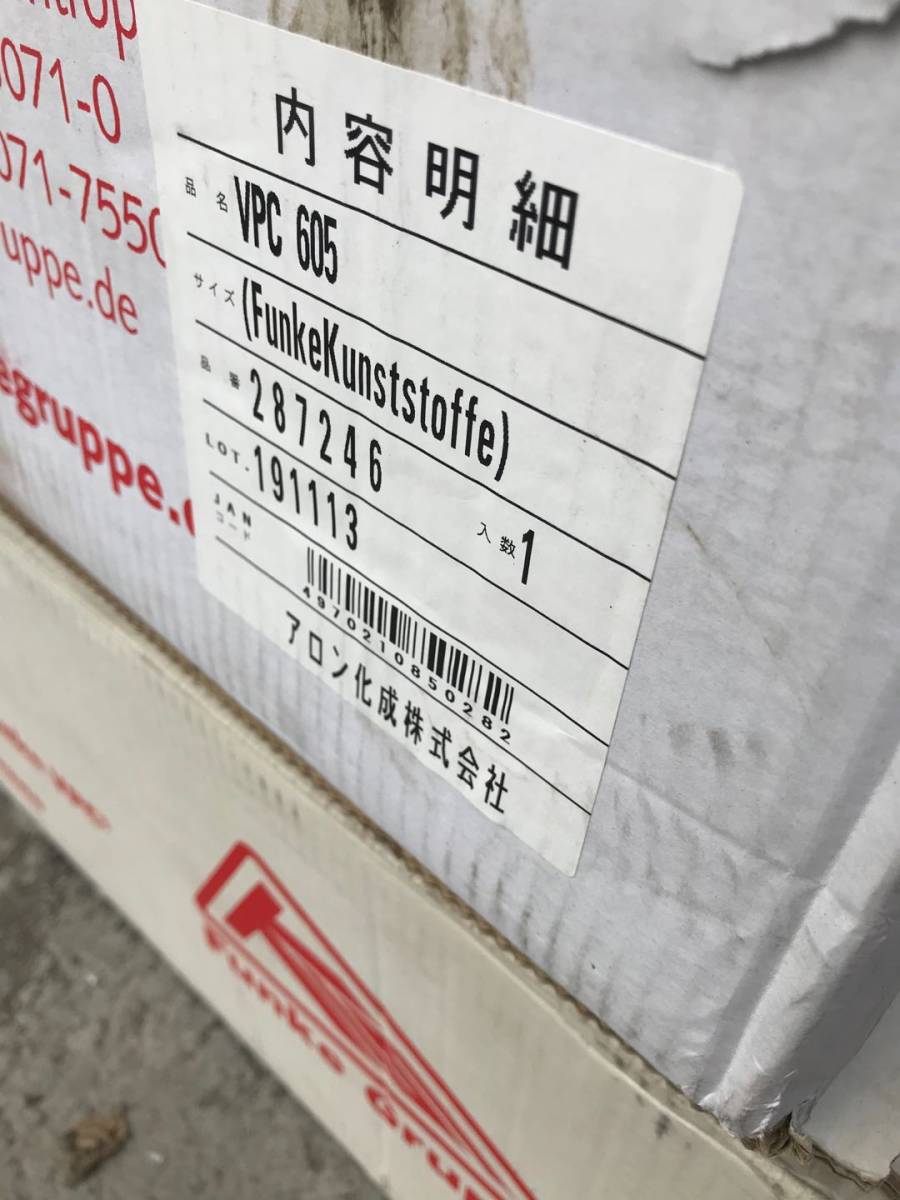 071-0
071-755
uppe.de
egruppe.
内容明細
品名 VPC 605
サイズ (FunkeKunststoffe)
品番 287246
LOT. 191113 入数 1
JAN
コード
4970210850282
アロン化成株式会社
Funke Grup